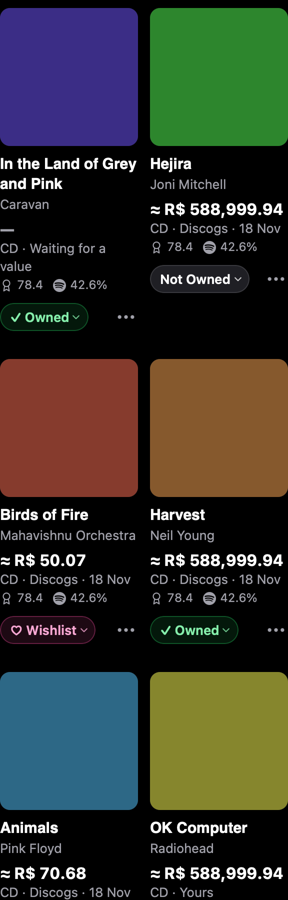 In the Land of Grey
and Pink
Caravan
—
CD · Waiting for a
value
78.4 42.6%
✓ Owned
Hejira
Joni Mitchell
≈ R$ 588,999.94
CD · Discogs · 18 Nov
78.4 42.6%
Not Owned
Birds of Fire
Mahavishnu Orchestra
≈ R$ 50.07
CD · Discogs · 18 Nov
78.4 42.6%
Wishlist
Harvest
Neil Young
≈ R$ 588,999.94
CD · Discogs · 18 Nov
78.4 42.6%
✓ Owned
Animals
Pink Floyd
≈ R$ 70.68
CD · Discogs · 18 Nov
OK Computer
Radiohead
≈ R$ 588,999.94
CD · Yours